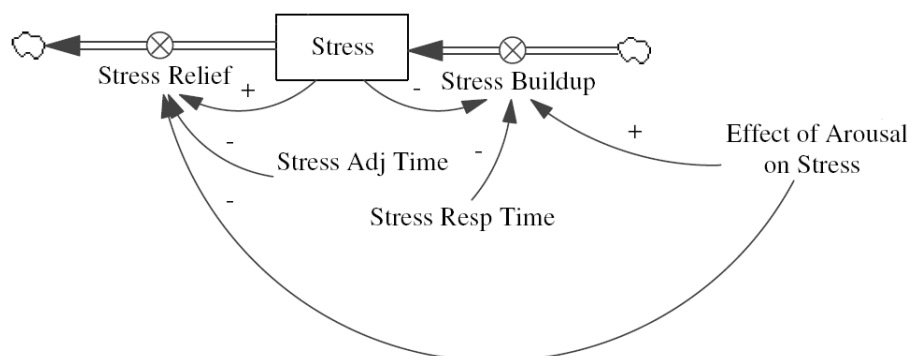 Stress
Stress Relief
Stress Buildup
+
-
+
Effect of Arousal
on Stress
-
Stress Adj Time
-
-
Stress Resp Time